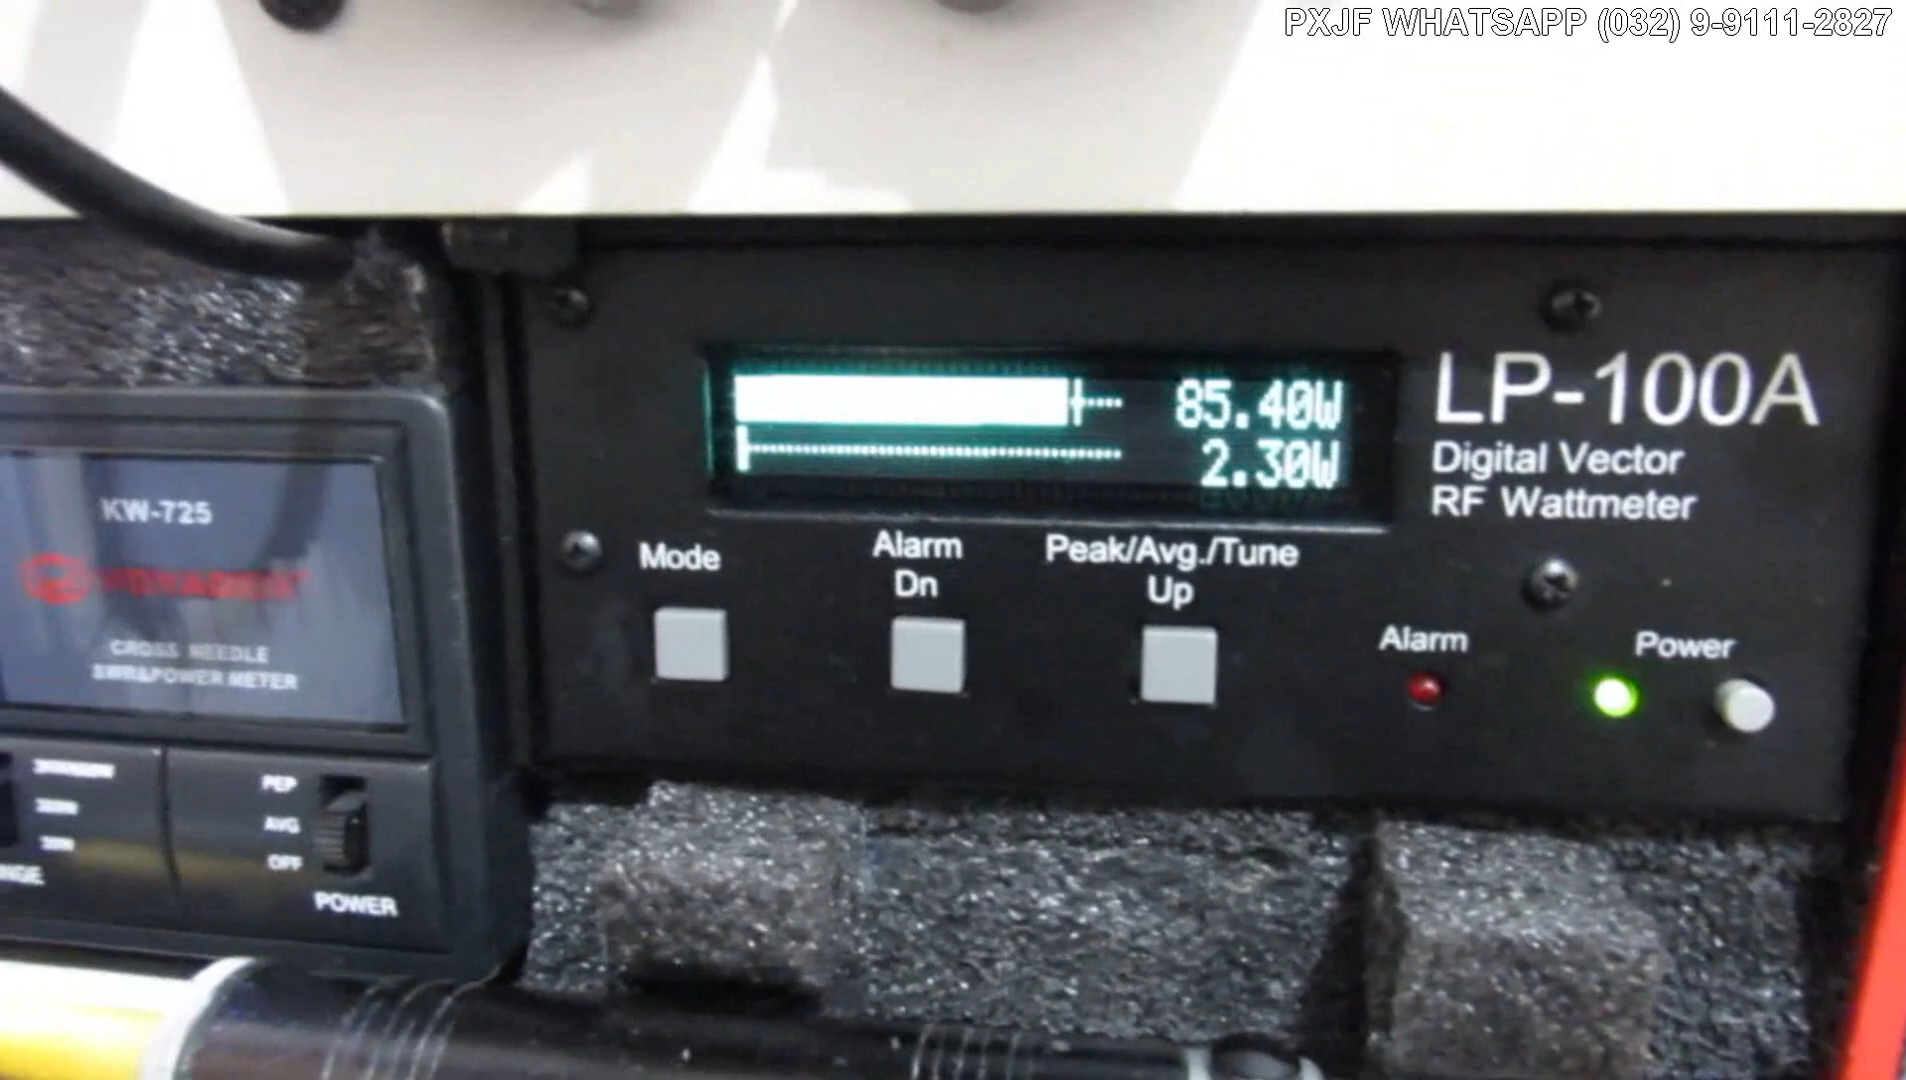 PXJF WHATSAPP (032) 9-9111-2827
85.40W
2.30W
LP-100A
Digital Vector
RF Wattmeter
Mode
Alarm
Dn
Peak/Avg./Tune
Up
Alarm
Power
KW-725
CROSS NEEDLE
SWR&POWER METER
PEP
AVG
OFF
POWER